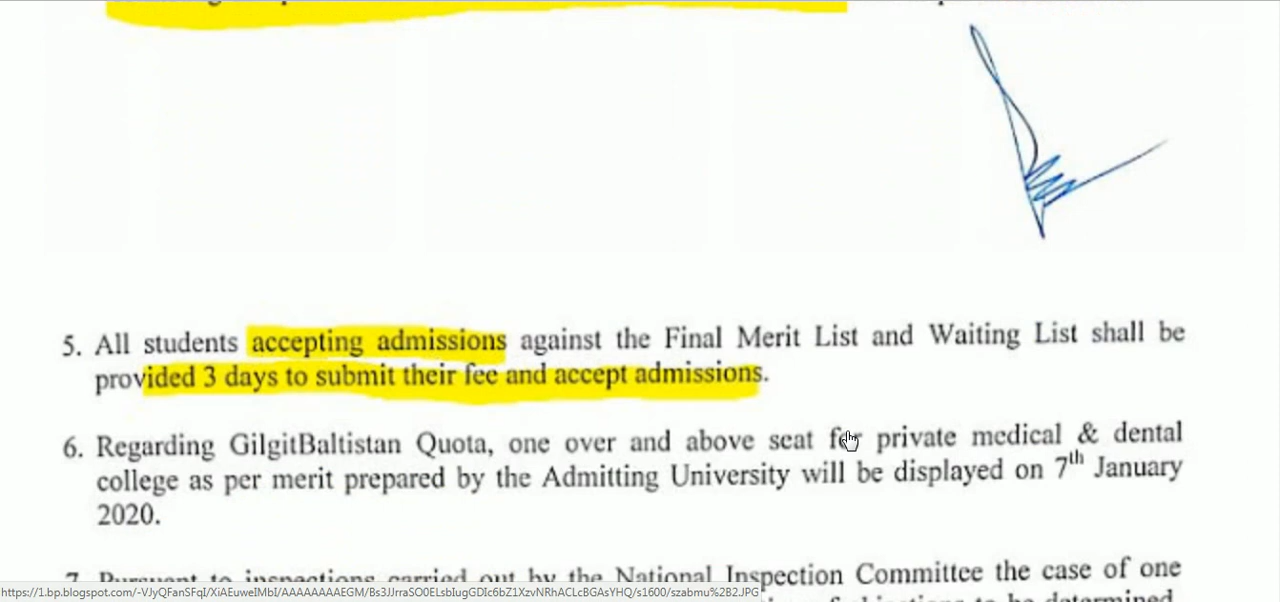 5. All students accepting admissions against the Final Merit List and Waiting List shall be
provided 3 days to submit their fee and accept admissions.
6. Regarding GilgitBaltistan Quota, one over and above seat for private medical & dental
college as per merit prepared by the Admitting University will be displayed on 7th January
2020.
7. Pursuant to inspections carried out by the National Inspection Committee the case of one
to be determined
https://1.bp.blogspot.com/-VJyQFanSFqI/XiAEuweIMbI/AAAAAAAAEGM/Bs3JJrraSO0ELsbIugGDIc6bZ1XzvNRhACLcBGAsYHQ/s1600/szabmu%2B2.JPG